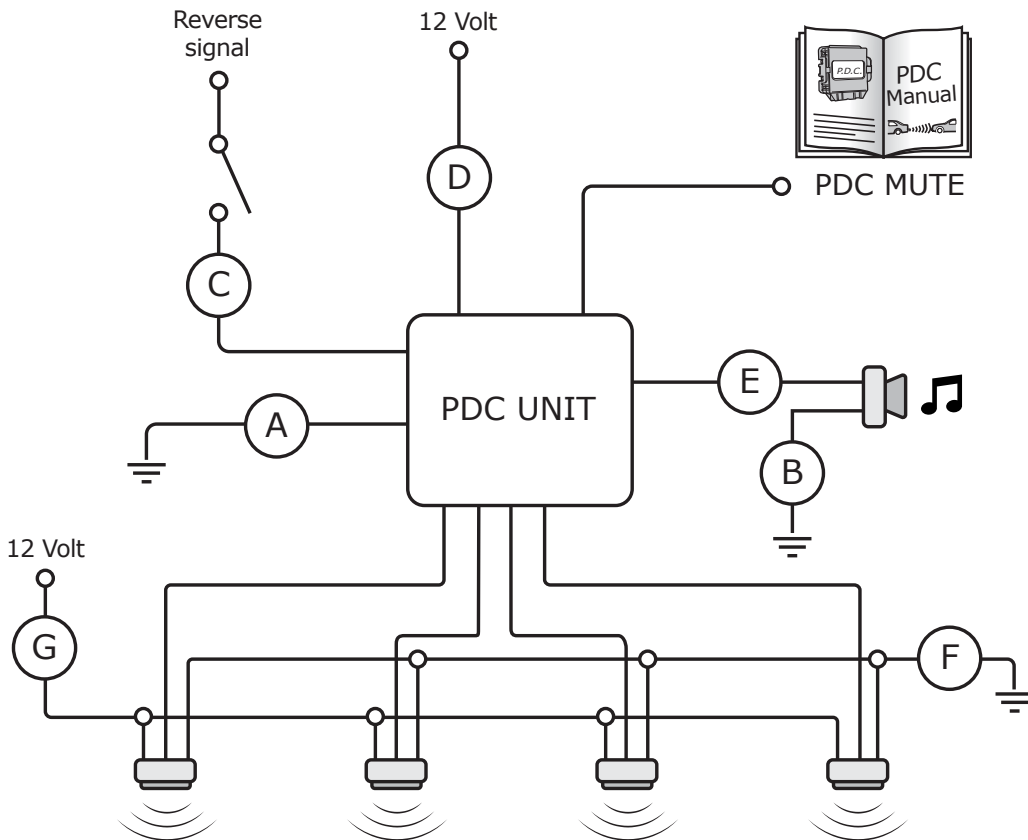 Reverse
signal
12 Volt
P.D.C.
PDC
Manual
PDC MUTE
D
C
PDC UNIT
E
A
B
12 Volt
G
F